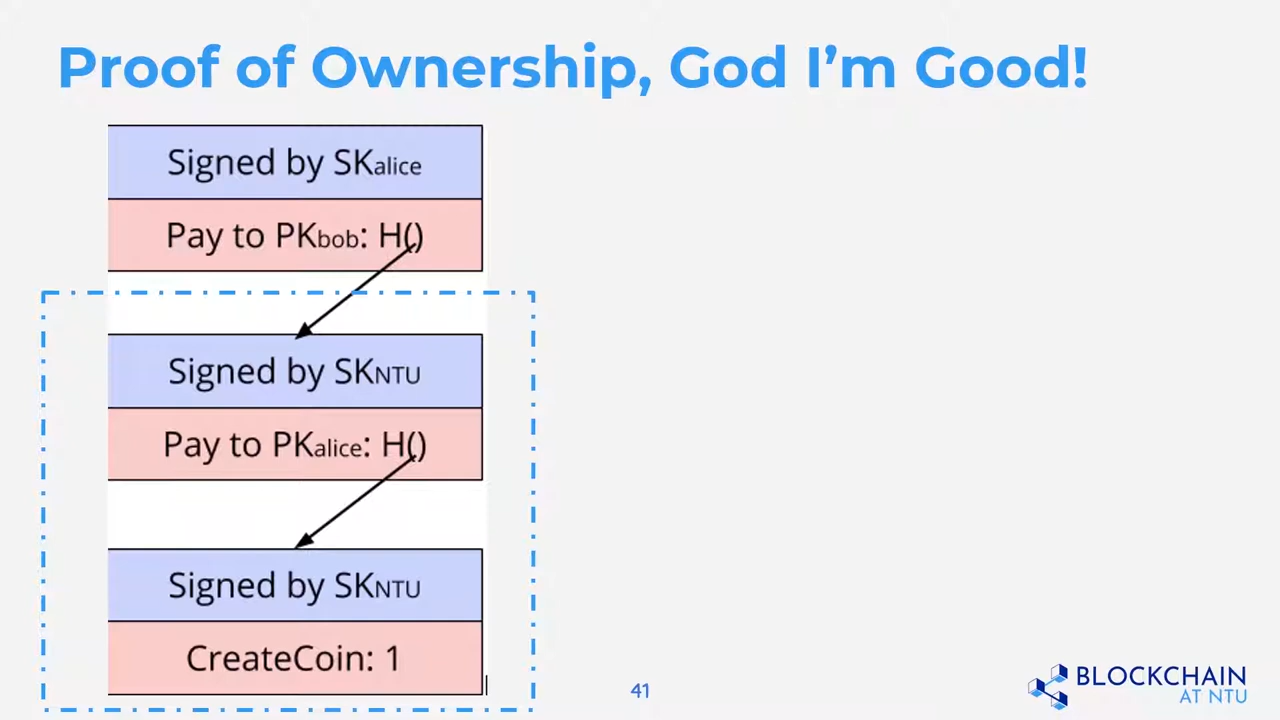 Proof of Ownership, God I’m Good!
Signed by SKalice
Pay to PKbob: H()
Signed by SKNTU
Pay to PKalice: H()
Signed by SKNTU
CreateCoin: 1
41
BLOCKCHAIN
AT NTU